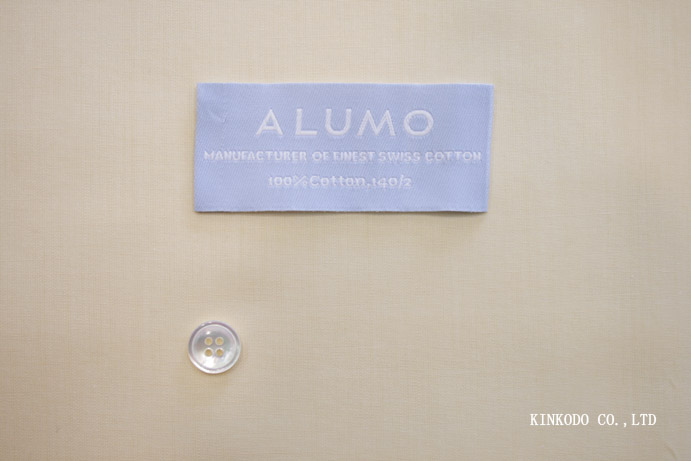 ALUMO
MANUFACTURER OF FINEST SWISS COTTON
100% Cotton.140/2
KINKODO CO.,LTD